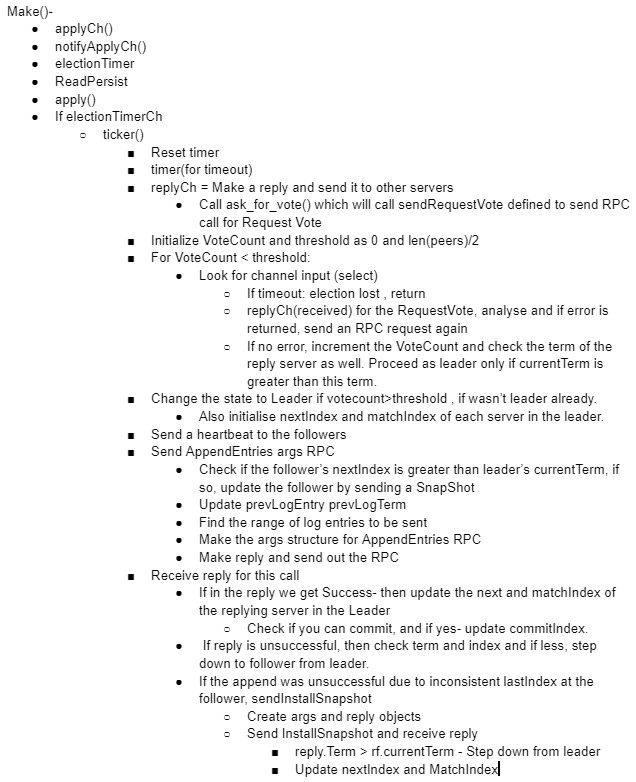 Make()-
● applyCh()
● notifyApplyCh()
● electionTimer
● ReadPersist
● apply()
● If electionTimerCh
○ ticker()
■ Reset timer
■ timer(for timeout)
■ replyCh = Make a reply and send it to other servers
● Call ask_for_vote() which will call sendRequestVote defined to send RPC
call for Request Vote
■ Initialize VoteCount and threshold as 0 and len(peers)/2
■ For VoteCount < threshold:
● Look for channel input (select)
○ If timeout: election lost , return
○ replyCh(received) for the RequestVote, analyse and if error is
returned, send an RPC request again
○ If no error, increment the VoteCount and check the term of the
reply server as well. Proceed as leader only if currentTerm is
greater than this term.
■ Change the state to Leader if votecount>threshold , if wasn't leader already.
● Also initialise nextIndex and matchIndex of each server in the leader.
■ Send a heartbeat to the followers
■ Send AppendEntries args RPC
● Check if the follower's nextIndex is greater than leader's currentTerm, if
so, update the follower by sending a SnapShot
● Update prevLogEntry prevLogTerm
● Find the range of log entries to be sent
● Make the args structure for AppendEntries RPC
● Make reply and send out the RPC
■ Receive reply for this call
● If in the reply we get Success- then update the next and matchIndex of
the replying server in the Leader
○ Check if you can commit, and if yes- update commitIndex.
● If reply is unsuccessful, then check term and index and if less, step
down to follower from leader.
● If the append was unsuccessful due to inconsistent lastIndex at the
follower, sendInstallSnapshot
○ Create args and reply objects
○ Send InstallSnapshot and receive reply
■ reply.Term > rf.currentTerm - Step down from leader
■ Update nextIndex and MatchIndex